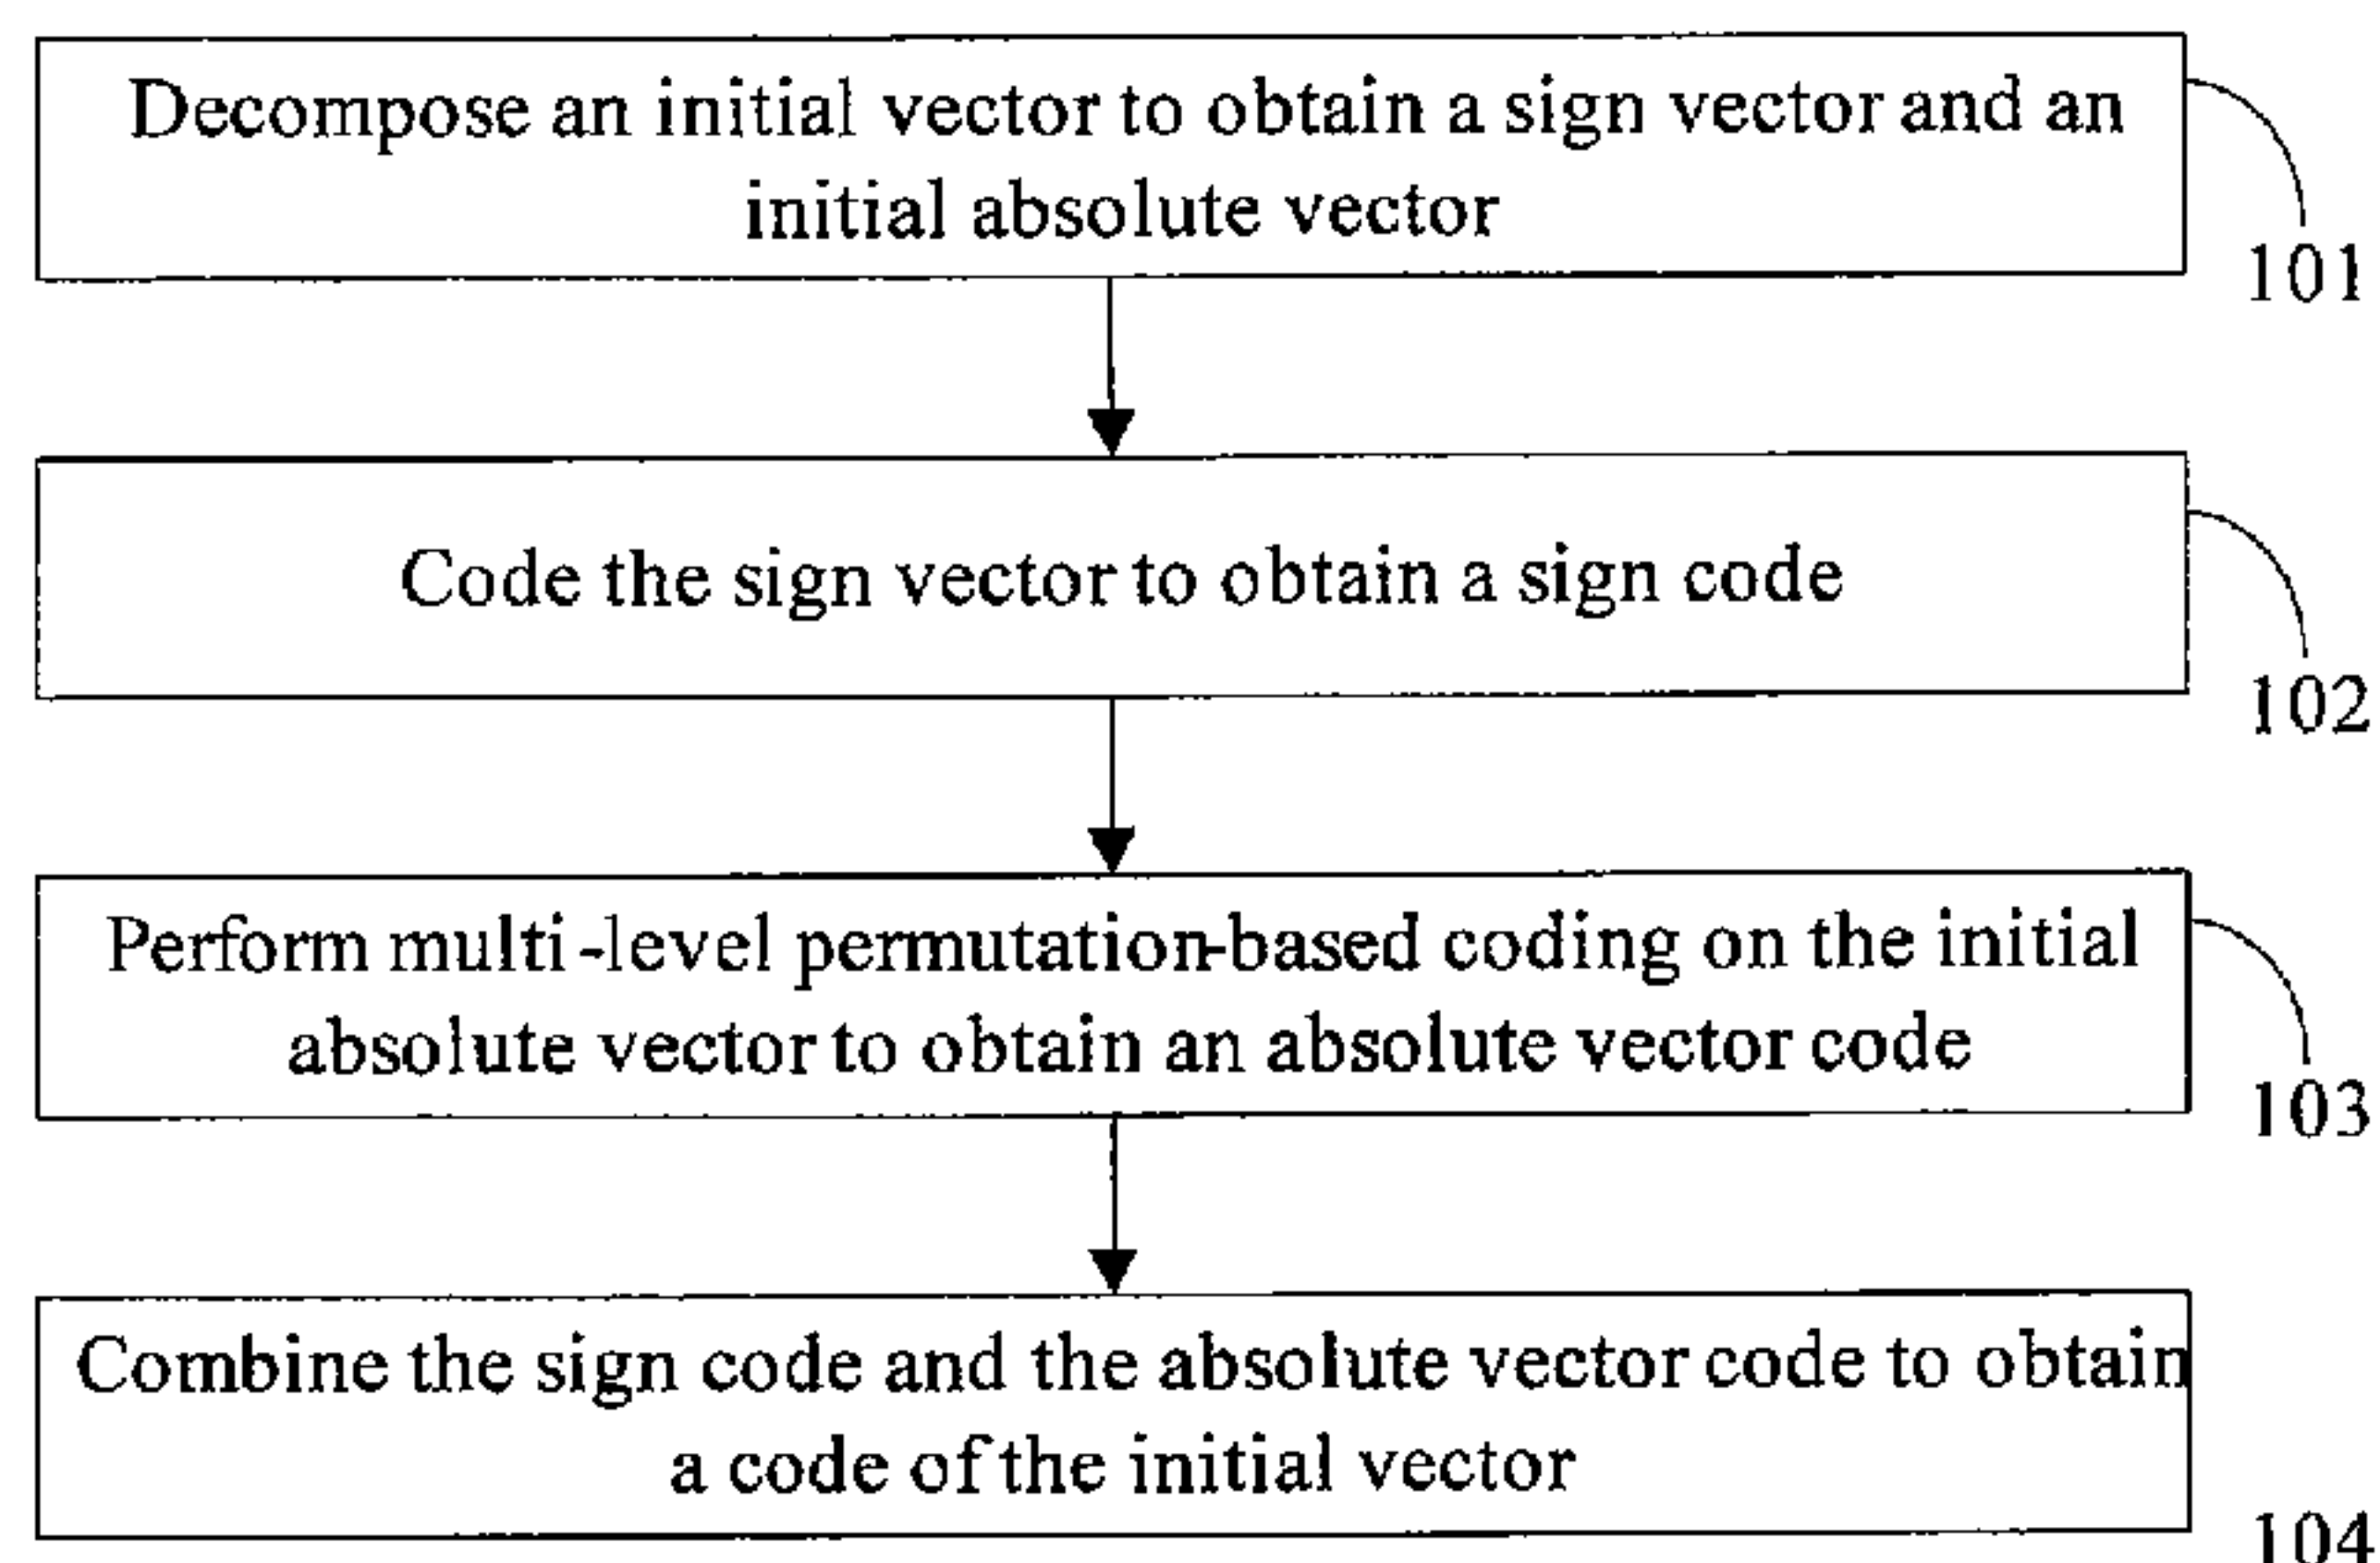 Decompose an initial vector to obtain a sign vector and an
initial absolute vector
101
Code the sign vector to obtain a sign code
102
Perform multi-level permutation-based coding on the initial
absolute vector to obtain an absolute vector code
103
Combine the sign code and the absolute vector code to obtain
a code of the initial vector
104